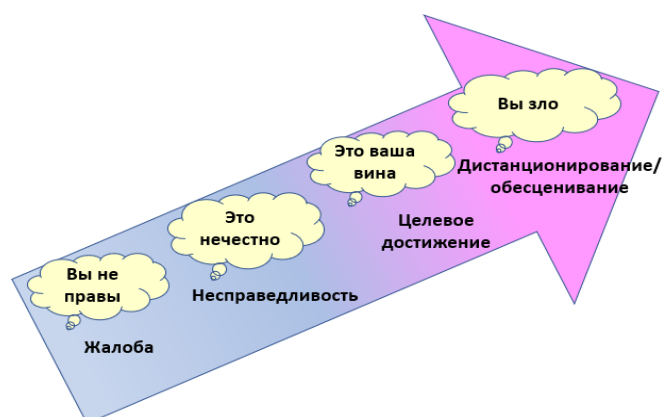 Вы не
правы
Жалоба
Это
нечестно
Несправедливость
Это ваша
вина
Целевое
достижение
Вы зло
Дистанционирование/
обесценивание